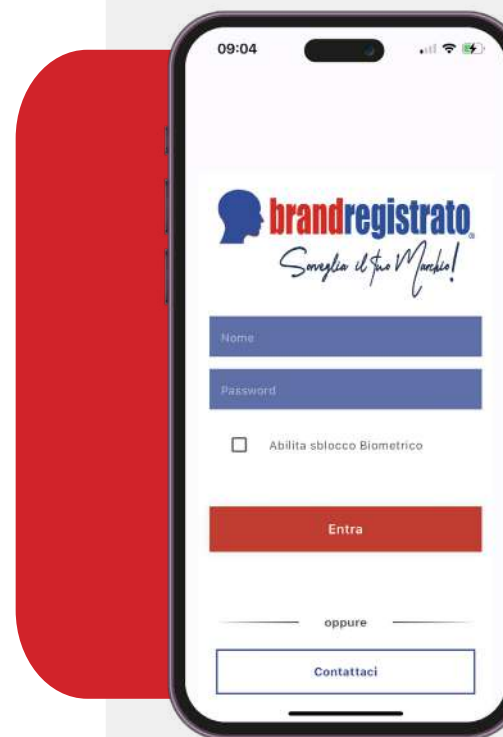 09:04
brandregistrato®
Sorveglia il tuo Marchio!
Nome
Password
Abilita sblocco Biometrico
Entra
oppure
Contattaci